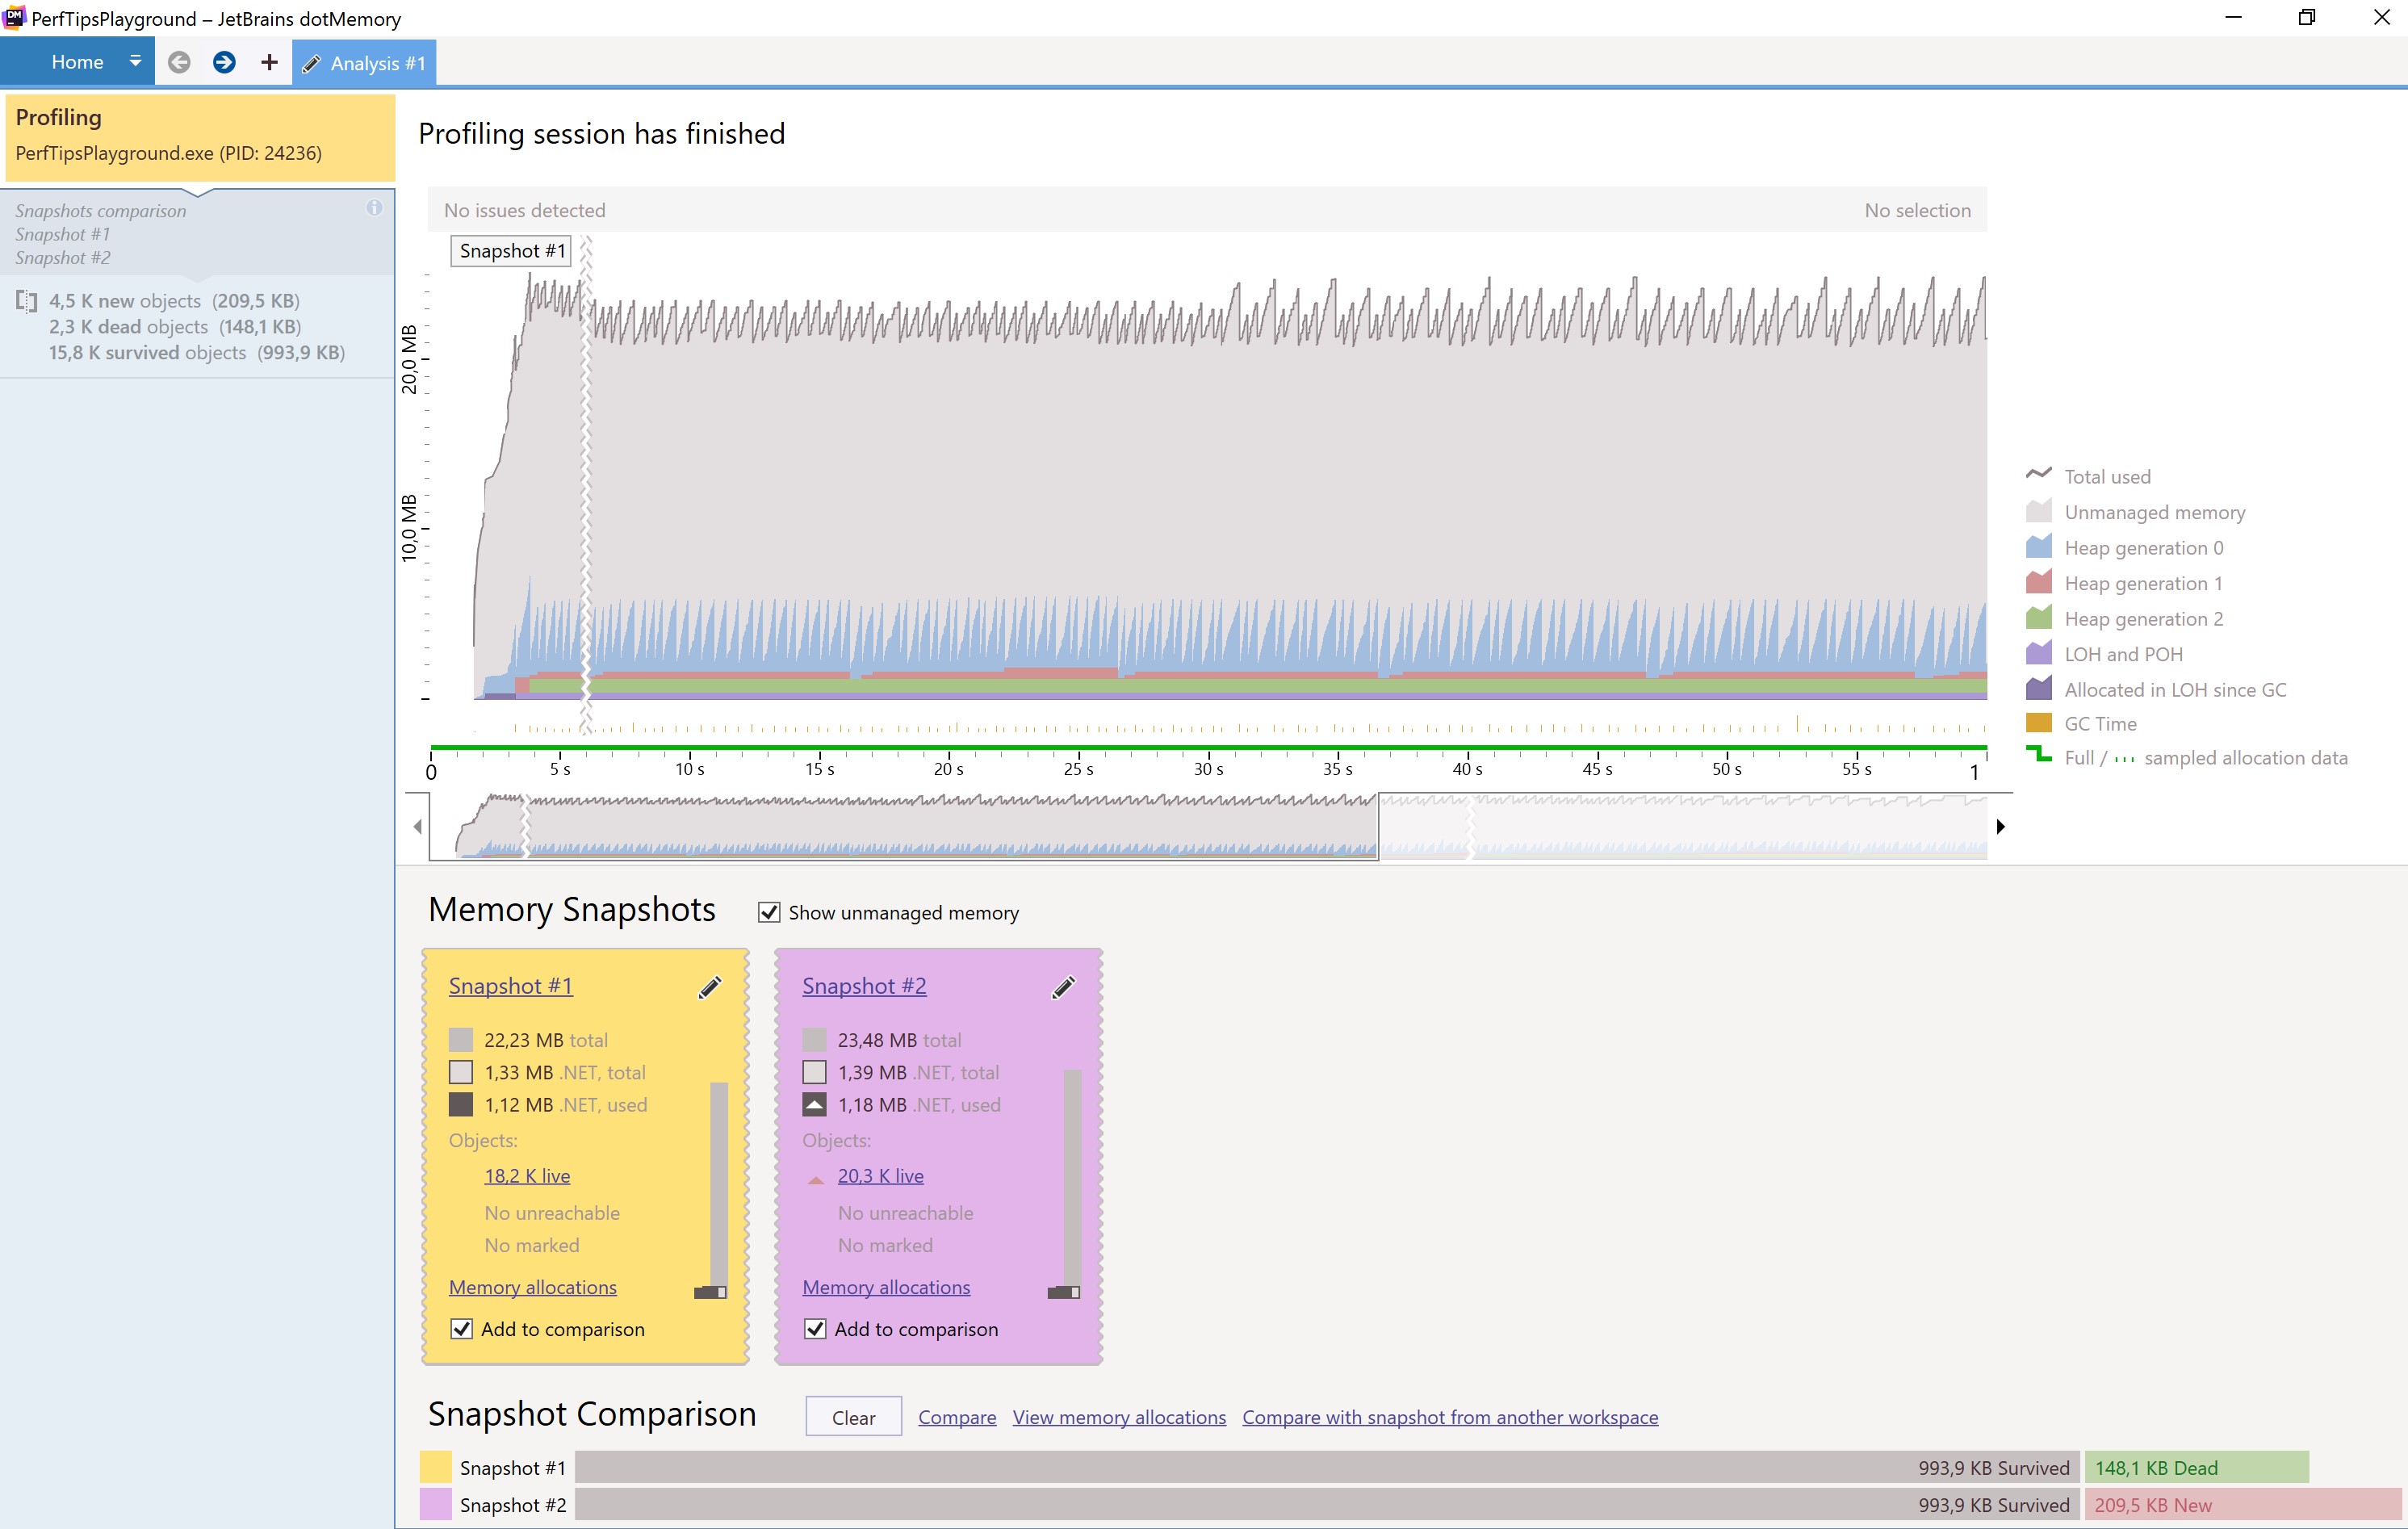 PerfTipsPlayground – JetBrains dotMemory
Home
Analysis #1
Profiling
PerfTipsPlayground.exe (PID: 24236)
Snapshots comparison
Snapshot #1
Snapshot #2
4,5 K new objects (209,5 KB)
2,3 K dead objects (148,1 KB)
15,8 K survived objects (993,9 KB)
Profiling session has finished
No issues detected
No selection
Snapshot #1
20,0 MB
10,0 MB
0
5 s
10 s
15 s
20 s
25 s
30 s
35 s
40 s
45 s
50 s
55 s
1
Total used
Unmanaged memory
Heap generation 0
Heap generation 1
Heap generation 2
LOH and POH
Allocated in LOH since GC
GC Time
Full / sampled allocation data
Memory Snapshots
Show unmanaged memory
Snapshot #1
22,23 MB total
1,33 MB .NET, total
1,12 MB .NET, used
Objects:
18,2 K live
No unreachable
No marked
Memory allocations
Add to comparison
Snapshot #2
23,48 MB total
1,39 MB .NET, total
1,18 MB .NET, used
Objects:
20,3 K live
No unreachable
No marked
Memory allocations
Add to comparison
Snapshot Comparison
Clear
Compare
View memory allocations
Compare with snapshot from another workspace
Snapshot #1
993,9 KB Survived
148,1 KB Dead
Snapshot #2
993,9 KB Survived
209,5 KB New